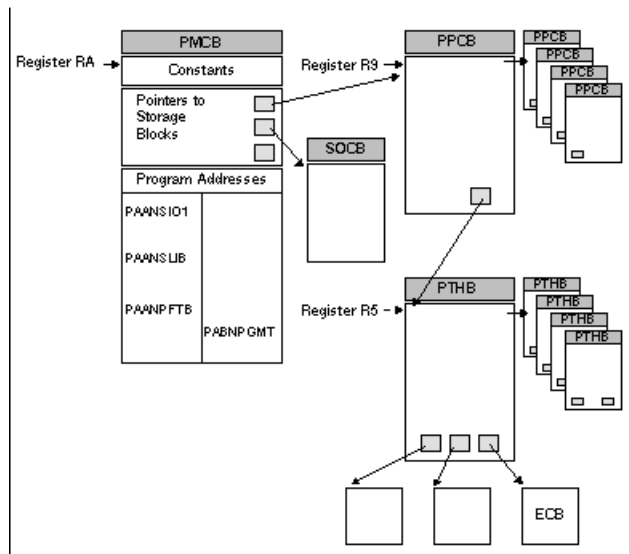 PMCB
Register RA
Constants
Pointers to
Storage
Blocks
Program Addresses
PAANSIO1
PAANSLIB
PAANPFTB
PABNPGMT
SOCB
PPCB
Register R9
PPCB
PPCB
PPCB
PPCB
PTHB
Register R5
PTHB
PTHB
PTHB
PTHB
ECB